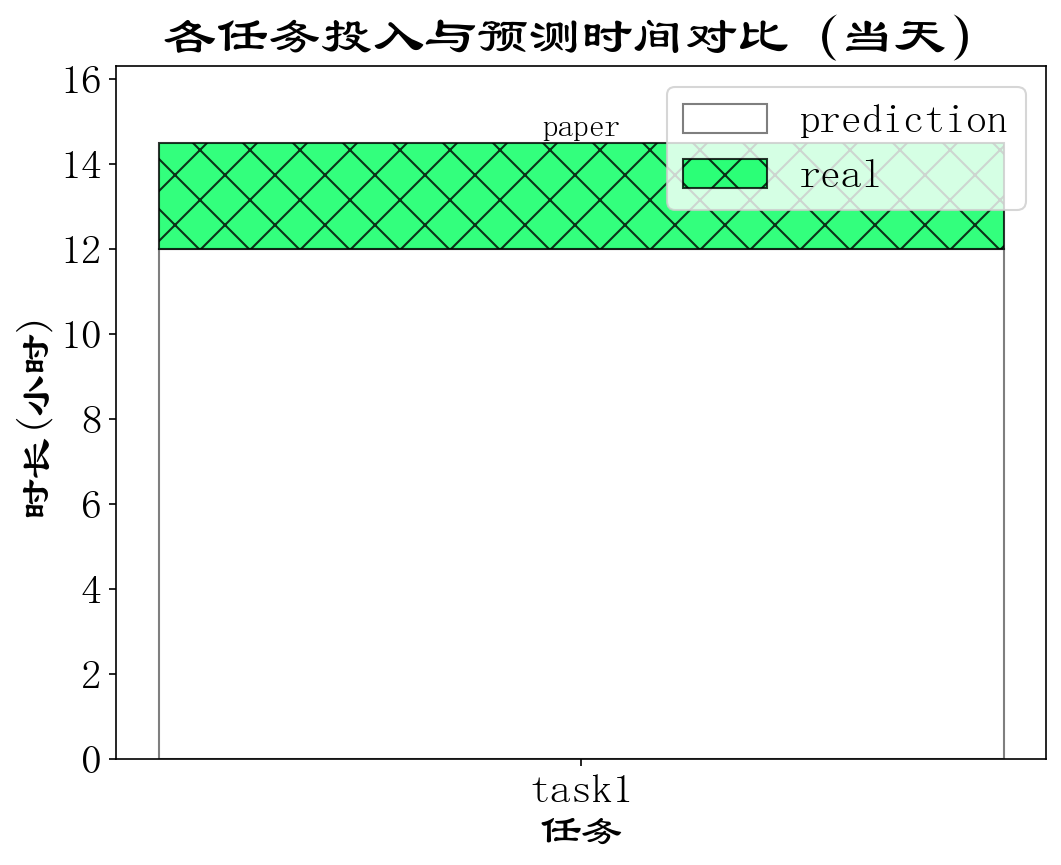 各任务投入与预测时间对比（当天）
16
14
12
10
8
6
4
2
0
时长(小时)
paper
prediction
real
task1
任务